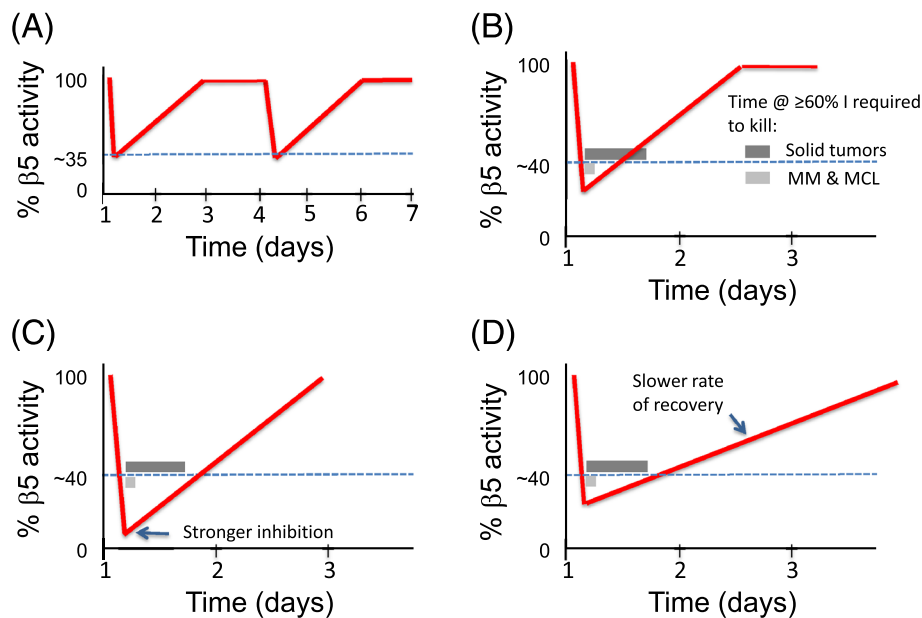 (A)
% β5 activity
100
~35
0
1 2 3 4 5 6 7
Time (days)
(B)
% β5 activity
100
~40
0
Time @ ≥60% I required
to kill:
Solid tumors
MM & MCL
1 2 3
Time (days)
(C)
% β5 activity
100
~40
0
Stronger inhibition
1 2 3
Time (days)
(D)
% β5 activity
100
~40
0
Slower rate
of recovery
1 2 3
Time (days)